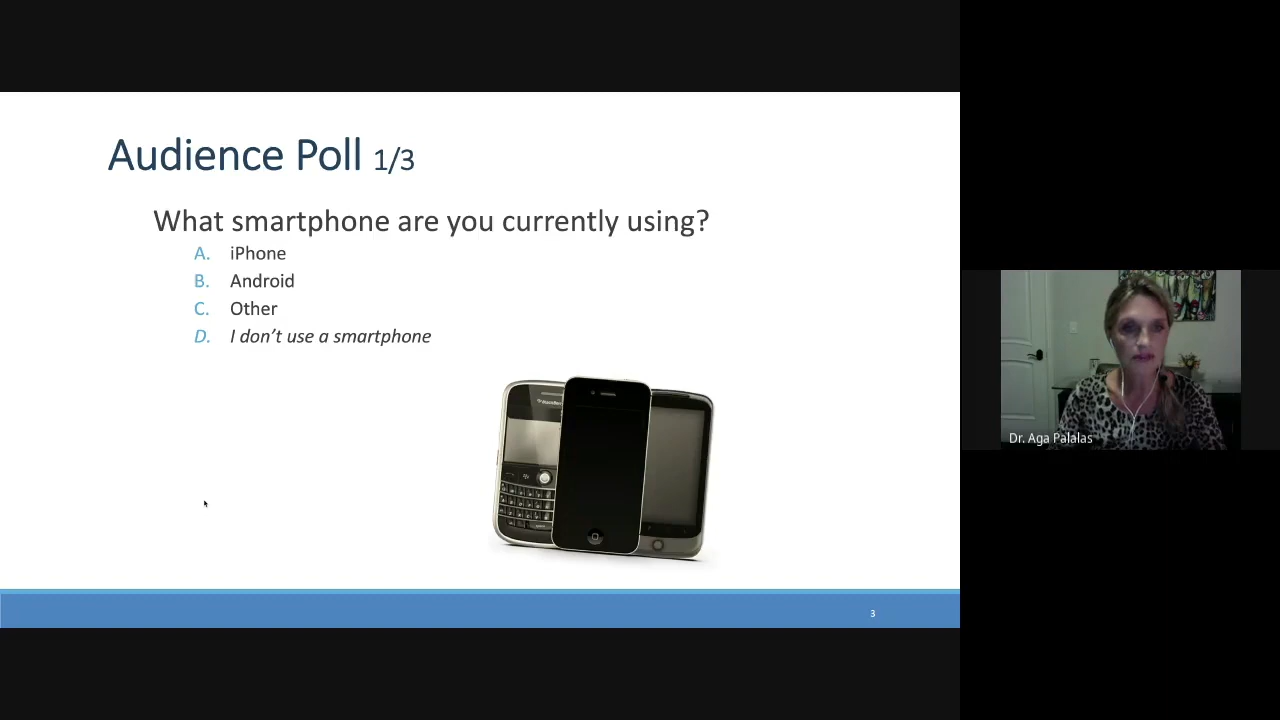 Audience Poll 1/3
What smartphone are you currently using?
A. iPhone
B. Android
C. Other
D. I don’t use a smartphone
3
Dr. Aga Palalas